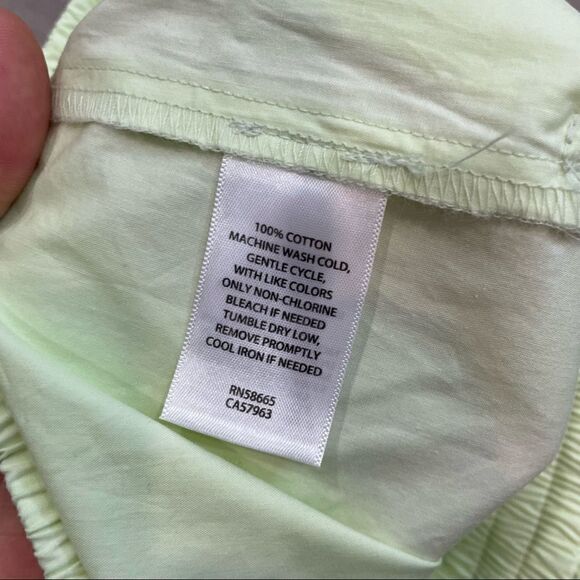 100% COTTON
MACHINE WASH COLD,
GENTLE CYCLE,
WITH LIKE COLORS
ONLY NON-CHLORINE
BLEACH IF NEEDED
TUMBLE DRY LOW,
REMOVE PROMPTLY
COOL IRON IF NEEDED
RN58665
CA57963